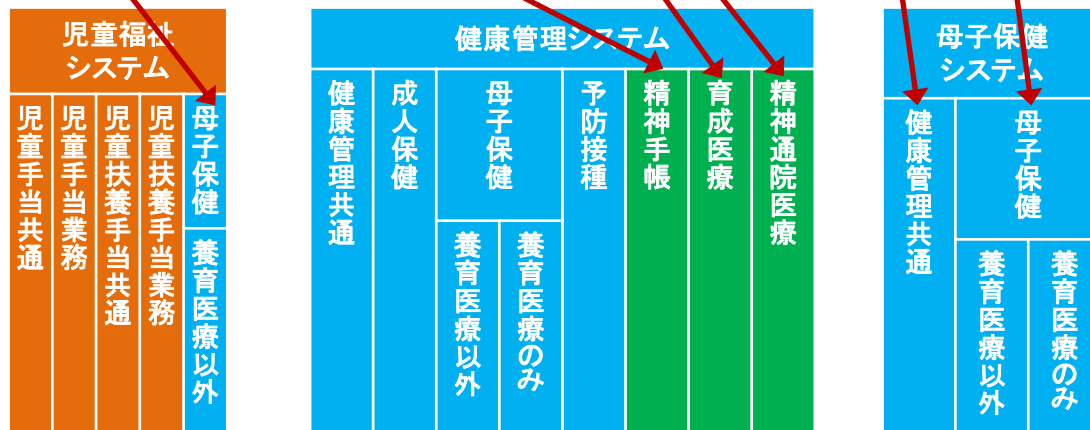 児童福祉
システム
児童手当共通
児童手当業務
児童扶養手当共通
児童扶養手当業務
母子保健
養育医療以外
健康管理システム
健康管理共通
成人保健
母子保健
養育医療以外
養育医療のみ
予防接種
精神手帳
育成医療
精神通院医療
母子保健
システム
健康管理共通
母子保健
養育医療以外
養育医療のみ